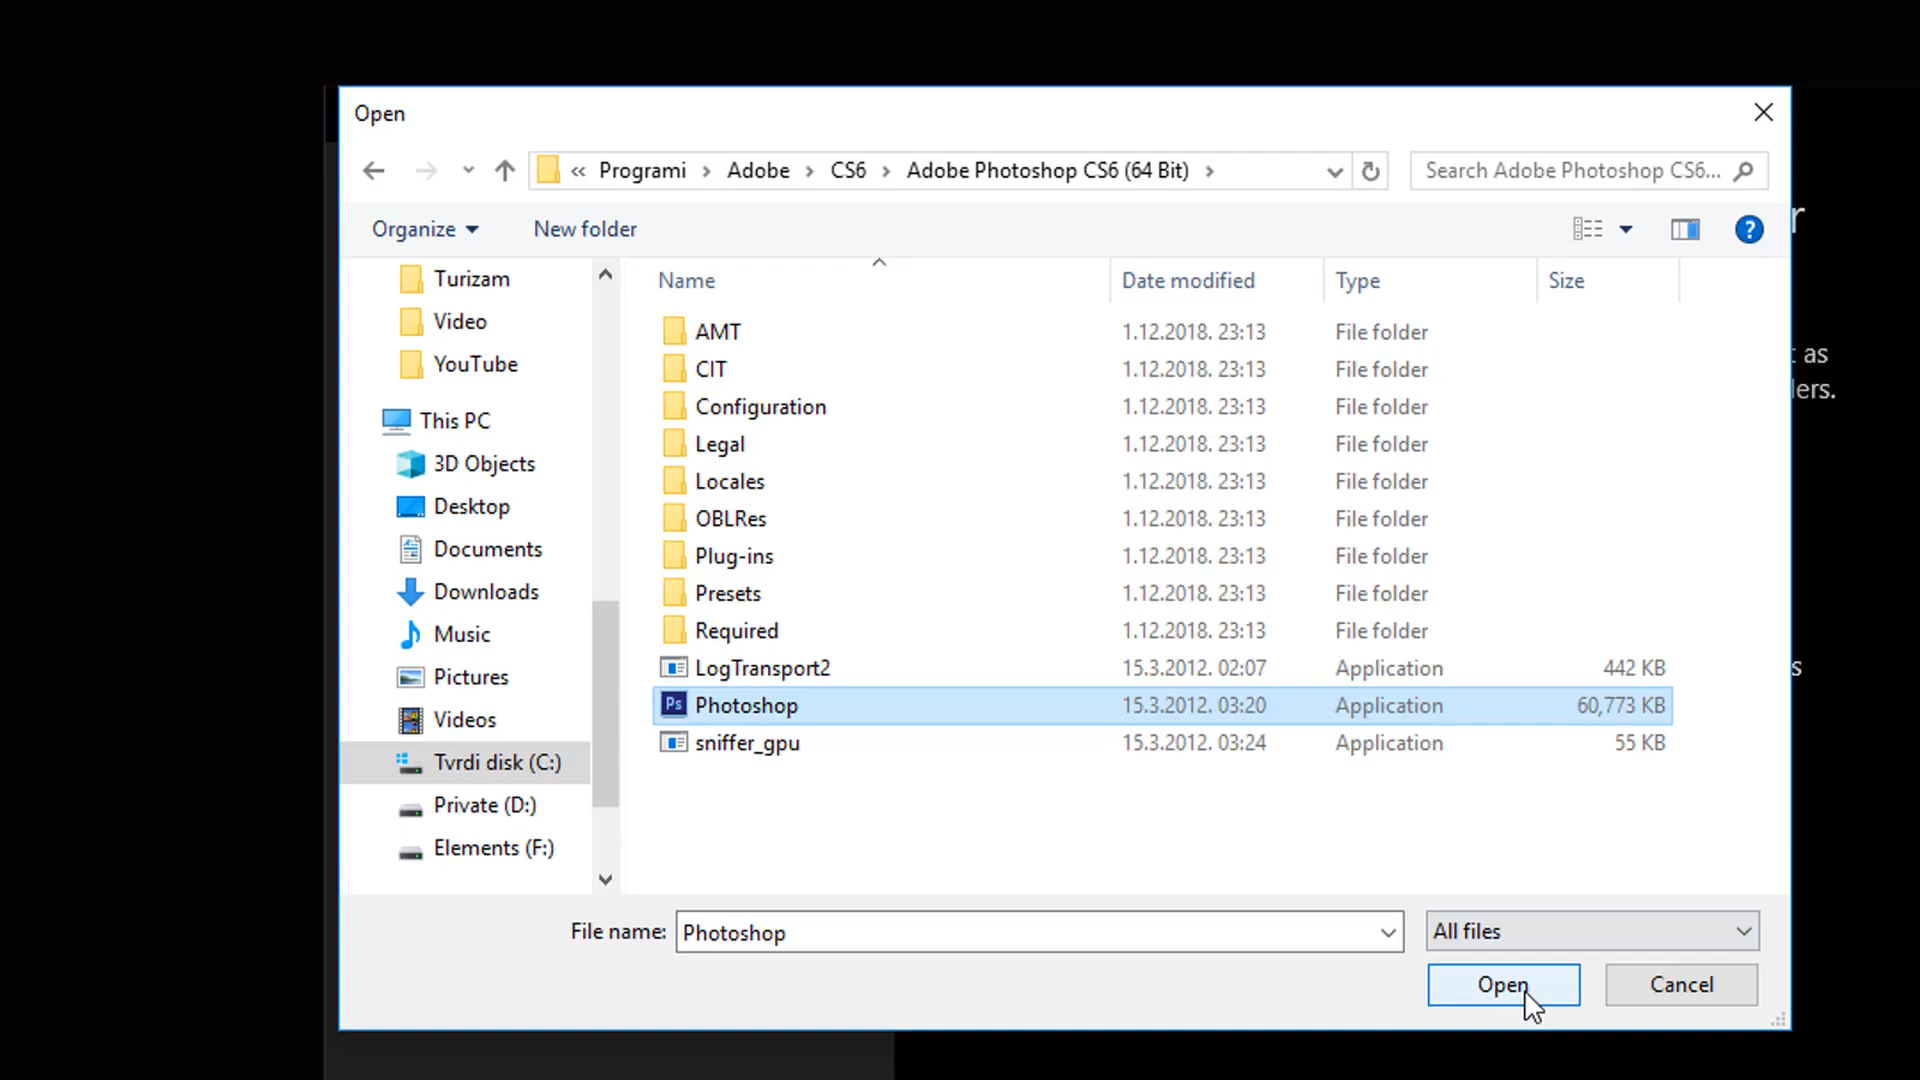 Open
« Programi › Adobe › CS6 › Adobe Photoshop CS6 (64 Bit) ›
Search Adobe Photoshop CS6...
Organize
New folder
?
r
Turizam
Video
YouTube
This PC
3D Objects
Desktop
Documents
Downloads
Music
Pictures
Videos
Tvrdi disk (C:)
Private (D:)
Elements (F:)
Name Date modified Type Size
AMT 1.12.2018. 23:13 File folder
CIT 1.12.2018. 23:13 File folder
Configuration 1.12.2018. 23:13 File folder
Legal 1.12.2018. 23:13 File folder
Locales 1.12.2018. 23:13 File folder
OBLRes 1.12.2018. 23:13 File folder
Plug-ins 1.12.2018. 23:13 File folder
Presets 1.12.2018. 23:13 File folder
Required 1.12.2018. 23:13 File folder
LogTransport2 15.3.2012. 02:07 Application 442 KB
Ps Photoshop 15.3.2012. 03:20 Application 60,773 KB
sniffer_gpu 15.3.2012. 03:24 Application 55 KB
t as
lers.
s
File name: Photoshop
All files
Open
Cancel